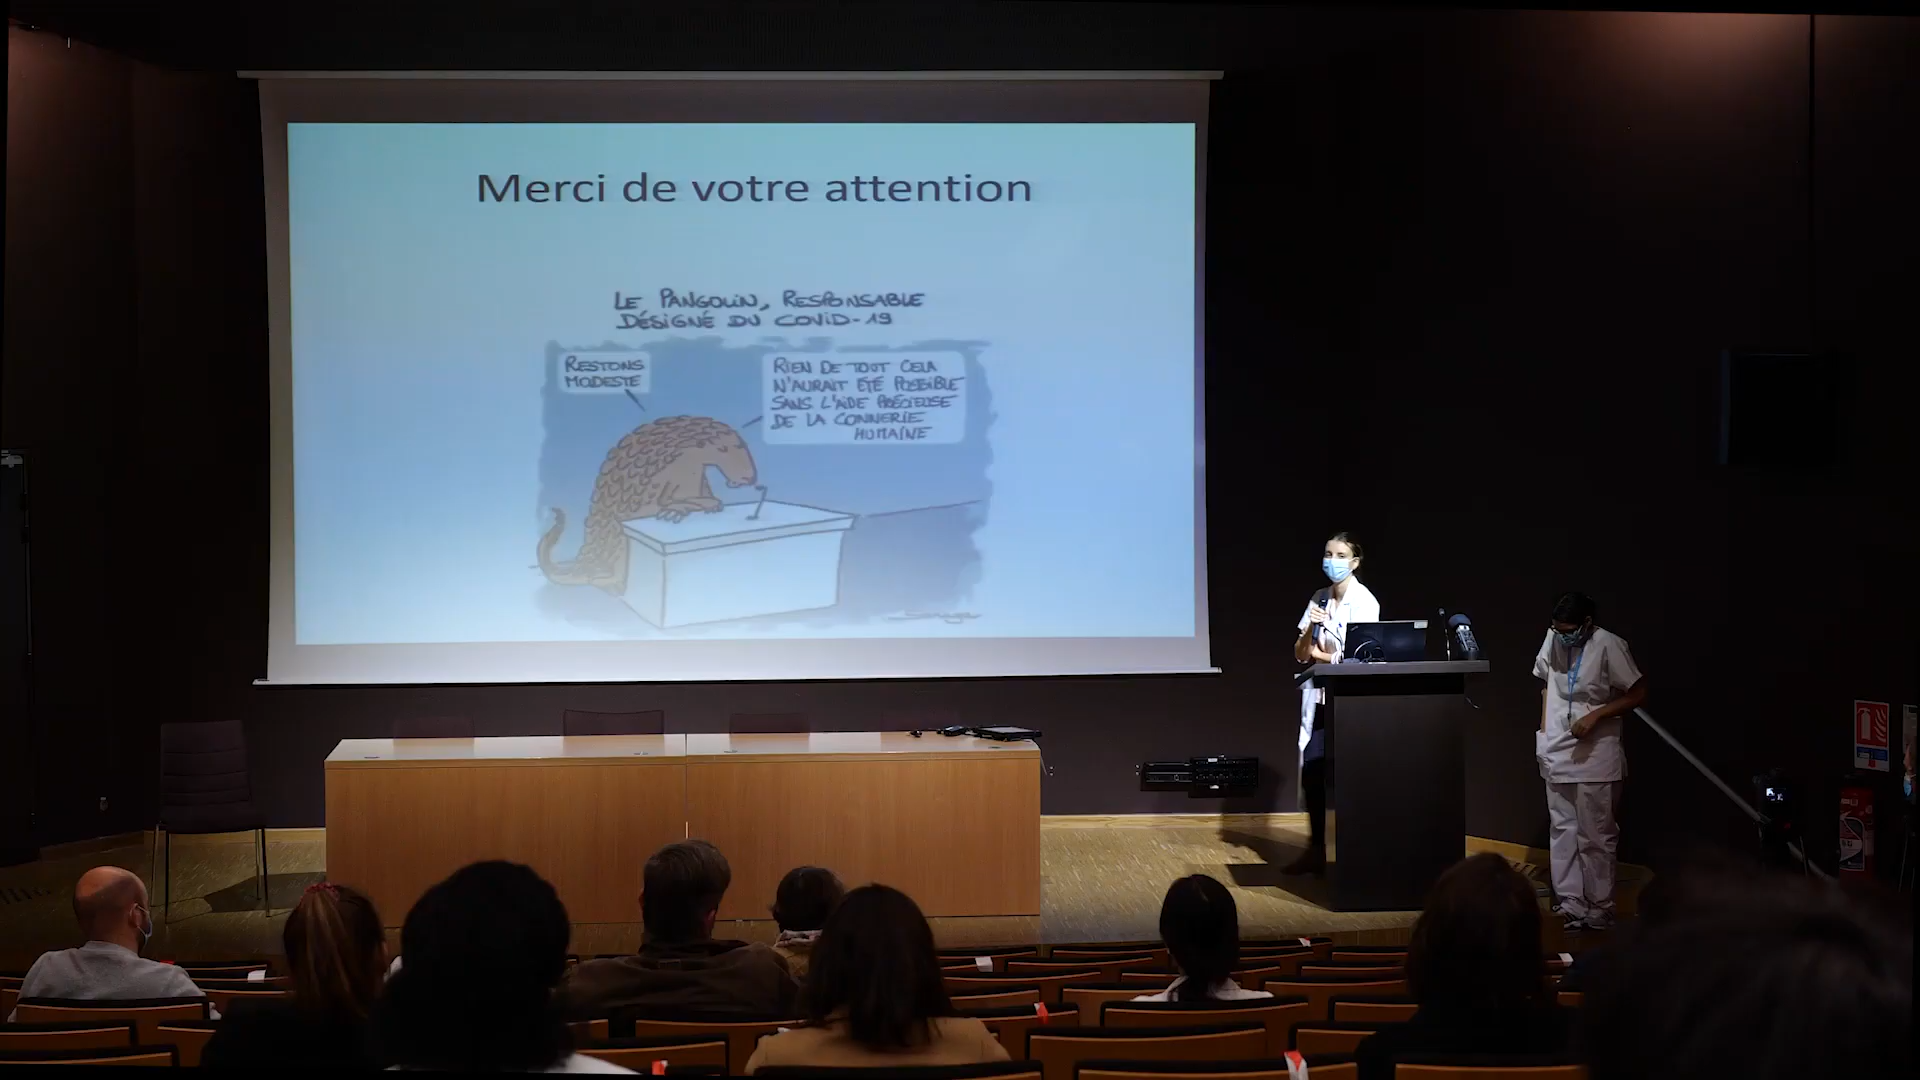 Merci de votre attention
LE PANGOLIN, RESPONSABLE
DÉSIGNÉ DU COVID-19
RESTONS
MODESTE
RIEN DE TOUT CELA
N'AURAIT ÉTÉ POSSIBLE
SANS L'AIDE PRÉCIEUSE
DE LA CONNERIE
HUMAINE